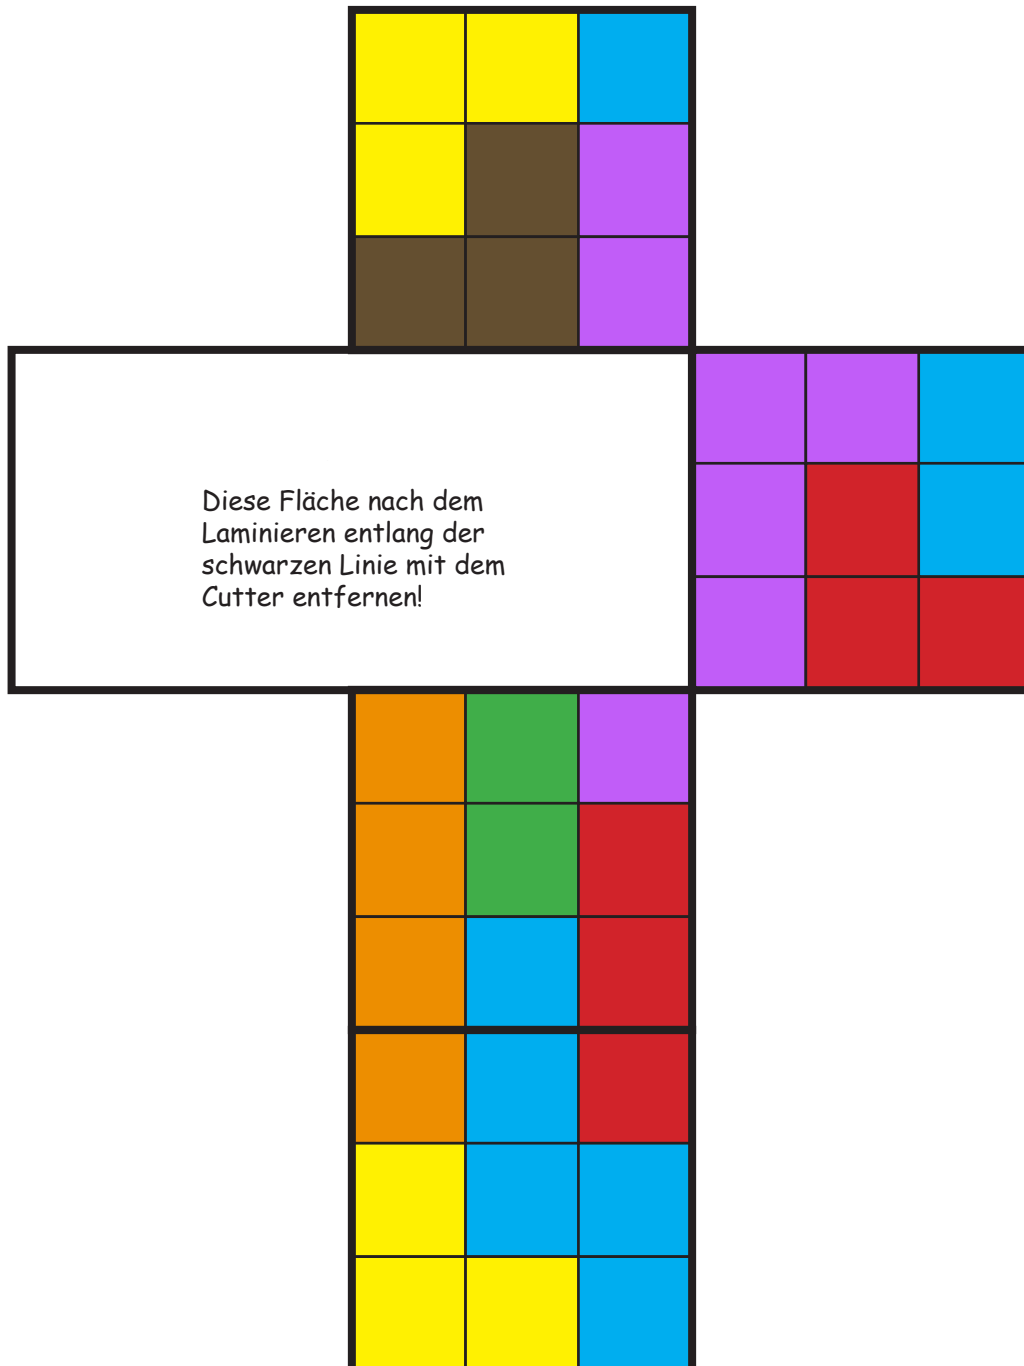 Diese Fläche nach dem
Laminieren entlang der
schwarzen Linie mit dem
Cutter entfernen!